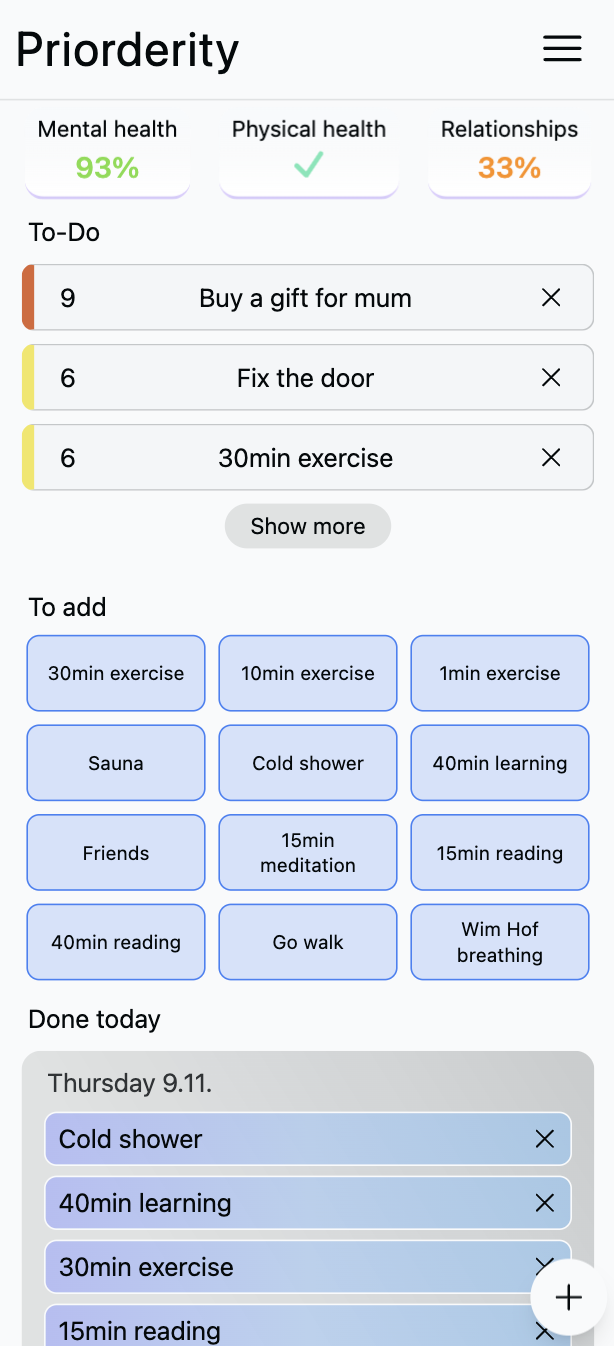 Priorderity
Mental health
93%
Physical health
Relationships
33%
To-Do
9 Buy a gift for mum
6 Fix the door
6 30min exercise
Show more
To add
30min exercise
10min exercise
1min exercise
Sauna
Cold shower
40min learning
Friends
15min
meditation
15min reading
40min reading
Go walk
Wim Hof
breathing
Done today
Thursday 9.11.
Cold shower
40min learning
30min exercise
15min reading